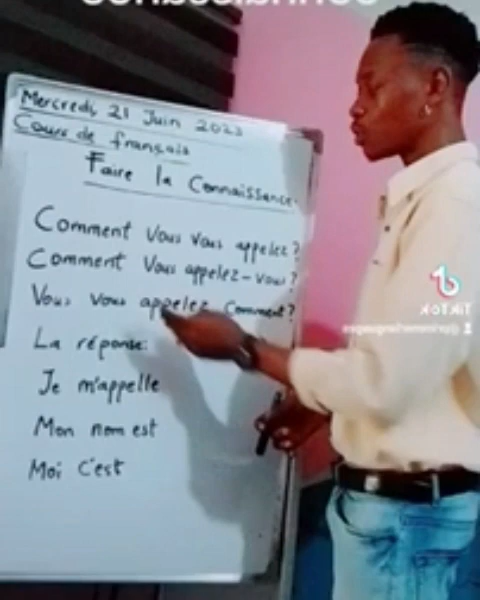 Mercredi, 21 Juin 2023
Cours de français
Faire la Connaissance
Comment Vous Vous appelez?
Comment Vous appelez-vous?
Vous vous appelez Comment?
La réponse:
Je m'appelle
Mon nom est
Moi C'est
TikTok